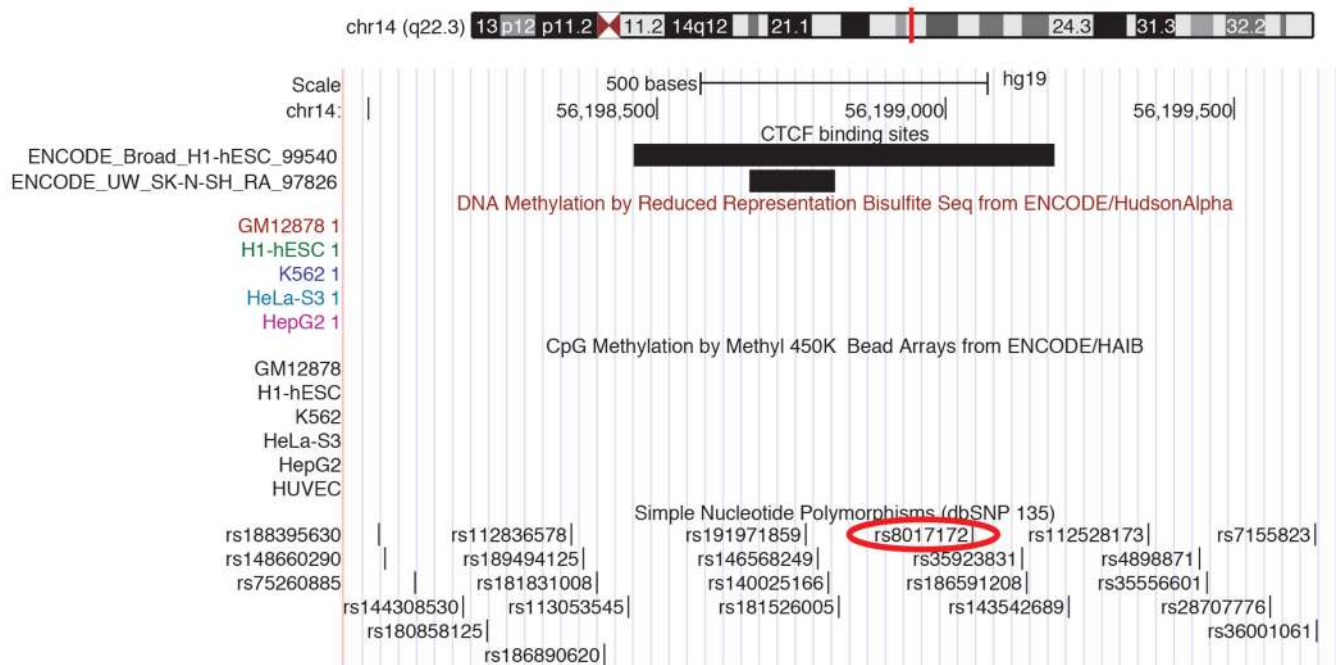 chr14 (q22.3) 13 p12 p11.2 11.2 14q12 21.1 24.3 31.3 32.2
Scale 500 bases hg19
chr14: 56,198,500 56,199,000 56,199,500
CTCF binding sites
ENCODE_Broad_H1-hESC_99540
ENCODE_UW_SK-N-SH_RA_97826
DNA Methylation by Reduced Representation Bisulfite Seq from ENCODE/HudsonAlpha
GM12878 1
H1-hESC 1
K562 1
HeLa-S3 1
HepG2 1
CpG Methylation by Methyl 450K Bead Arrays from ENCODE/HAIB
GM12878
H1-hESC
K562
HeLa-S3
HepG2
HUVEC
Simple Nucleotide Polymorphisms (dbSNP 135)
rs188395630 rs112836578 rs191971859 rs8017172 rs112528173 rs7155823
rs148660290 rs189494125 rs146568249 rs35923831 rs4898871
rs75260885 rs181831008 rs140025166 rs186591208 rs35556601
rs144308530 rs113053545 rs181526005 rs143542689 rs28707776
rs180858125 rs36001061
rs186890620